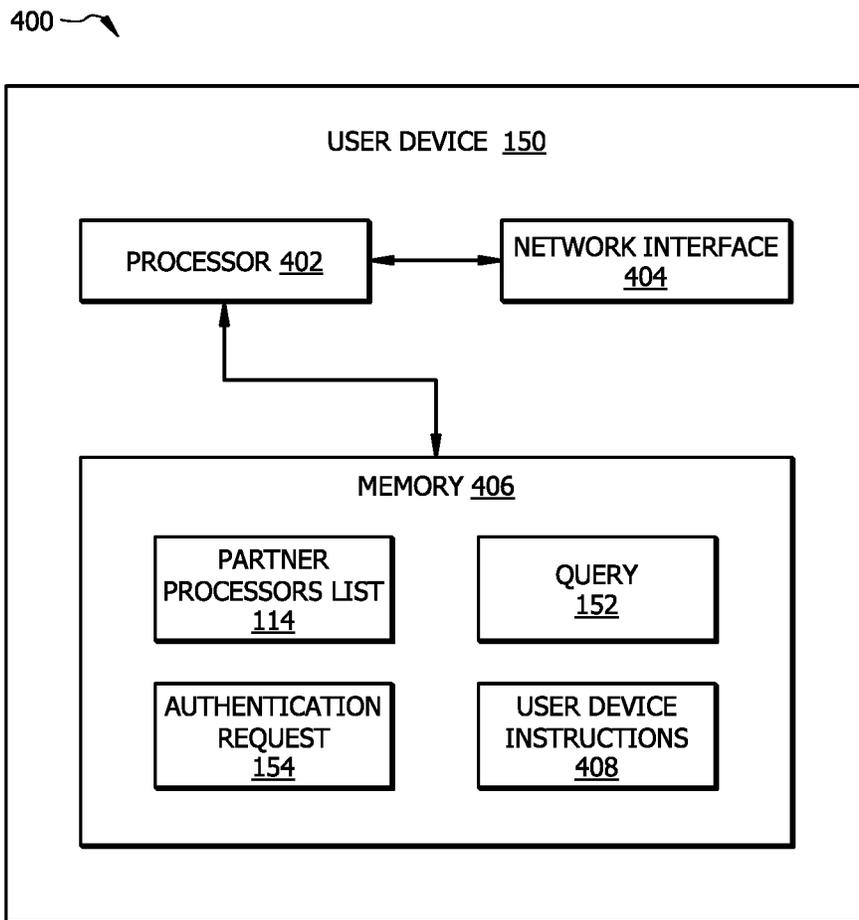 400
USER DEVICE 150
PROCESSOR 402
NETWORK INTERFACE
404
MEMORY 406
PARTNER
PROCESSORS LIST
114
QUERY
152
AUTHENTICATION
REQUEST
154
USER DEVICE
INSTRUCTIONS
408